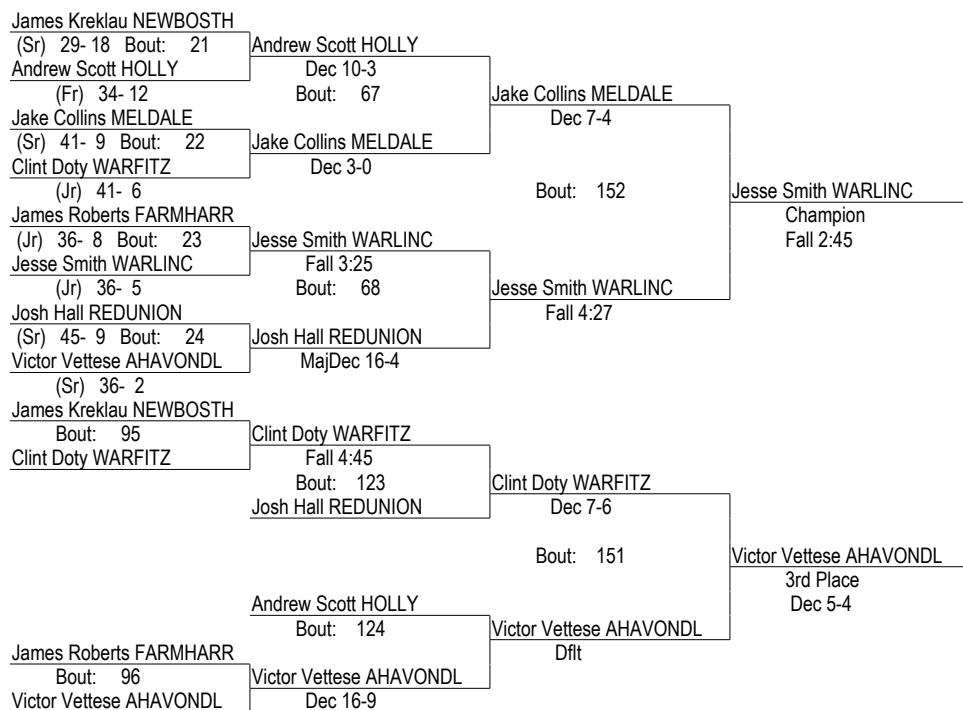 James Kreklau NEWBOSTH
(Sr) 29- 18 Bout: 21
Andrew Scott HOLLY
Andrew Scott HOLLY
Dec 10-3
(Fr) 34- 12
Bout: 67
Jake Collins MELDALE
Jake Collins MELDALE
Dec 7-4
(Sr) 41- 9 Bout: 22
Jake Collins MELDALE
Clint Doty WARFITZ
Dec 3-0
(Jr) 41- 6
Bout: 152
Jesse Smith WARLINC
James Roberts FARMHARR
Champion
(Jr) 36- 8 Bout: 23
Jesse Smith WARLINC
Fall 2:45
Jesse Smith WARLINC
Fall 3:25
(Jr) 36- 5
Bout: 68
Jesse Smith WARLINC
Josh Hall REDUNION
Fall 4:27
(Sr) 45- 9 Bout: 24
Josh Hall REDUNION
Victor Vettese AHAVONDL
MajDec 16-4
(Sr) 36- 2
James Kreklau NEWBOSTH
Bout: 95
Clint Doty WARFITZ
Clint Doty WARFITZ
Fall 4:45
Bout: 123
Clint Doty WARFITZ
Josh Hall REDUNION
Dec 7-6
Bout: 151
Victor Vettese AHAVONDL
3rd Place
Dec 5-4
Andrew Scott HOLLY
Bout: 124
Victor Vettese AHAVONDL
Dflt
James Roberts FARMHARR
Bout: 96
Victor Vettese AHAVONDL
Victor Vettese AHAVONDL
Dec 16-9